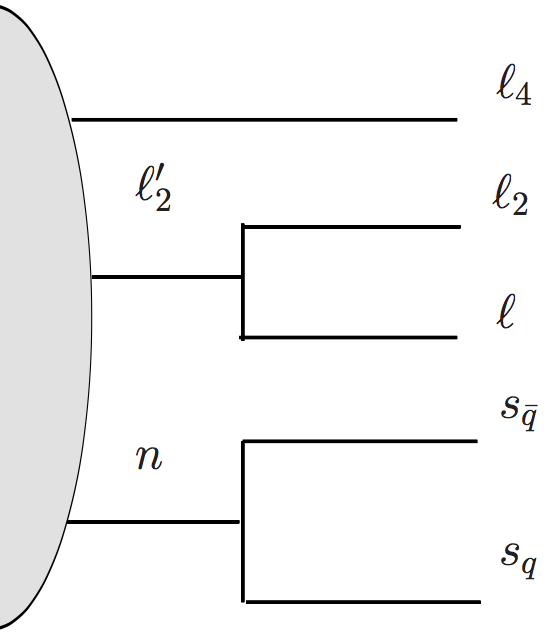 ℓ₄
ℓ′₂
ℓ₂
ℓ
s_q̄
n
s_q